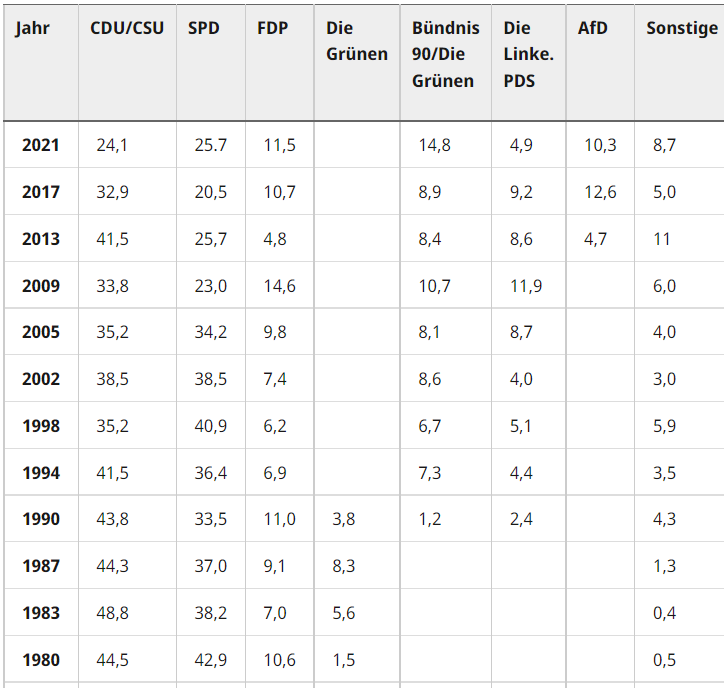 Jahr CDU/CSU SPD FDP Die Grünen Bündnis 90/Die Grünen Die Linke. PDS AfD Sonstige
2021 24,1 25.7 11,5 14,8 4,9 10,3 8,7
2017 32,9 20,5 10,7 8,9 9,2 12,6 5,0
2013 41,5 25,7 4,8 8,4 8,6 4,7 11
2009 33,8 23,0 14,6 10,7 11,9 6,0
2005 35,2 34,2 9,8 8,1 8,7 4,0
2002 38,5 38,5 7,4 8,6 4,0 3,0
1998 35,2 40,9 6,2 6,7 5,1 5,9
1994 41,5 36,4 6,9 7,3 4,4 3,5
1990 43,8 33,5 11,0 3,8 1,2 2,4 4,3
1987 44,3 37,0 9,1 8,3 1,3
1983 48,8 38,2 7,0 5,6 0,4
1980 44,5 42,9 10,6 1,5 0,5